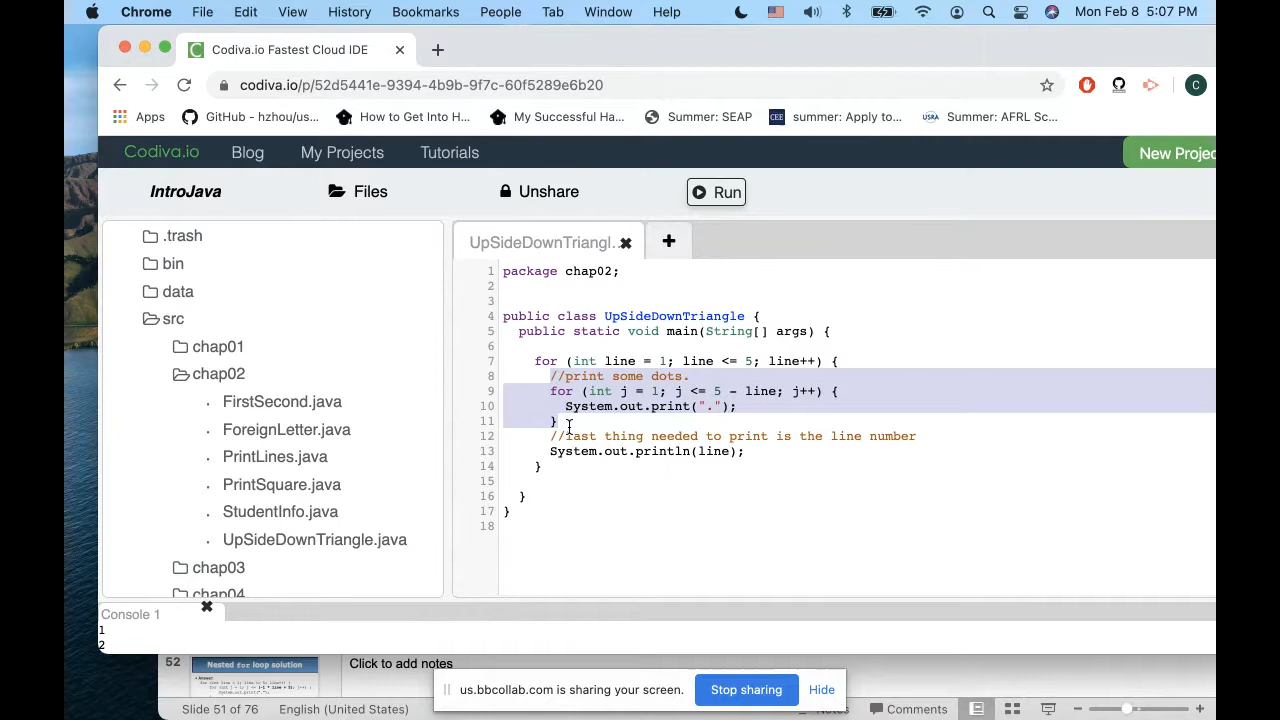 Chrome File Edit View History Bookmarks People Tab Window Help Mon Feb 8 5:07 PM
Codiva.io Fastest Cloud IDE
codiva.io/p/52d5441e-9394-4b9b-9f7c-60f5289e6b20
C
Apps GitHub - hzhou/us... How to Get Into H... My Successful Ha... Summer: SEAP CEE summer: Apply to... USRA Summer: AFRL Sc...
Codiva.io Blog My Projects Tutorials New Projec
IntroJava Files Unshare Run
.trash
bin
data
src
chap01
chap02
FirstSecond.java
ForeignLetter.java
PrintLines.java
PrintSquare.java
StudentInfo.java
UpSideDownTriangle.java
chap03
chap04
UpSideDownTriangl..
1 package chap02;
2
3
4 public class UpSideDownTriangle {
5 public static void main(String[] args) {
6
7 for (int line = 1; line <= 5; line++) {
8 //print some dots.
9 for (int j = 1; j <= 5 - line; j++) {
10 System.out.print(".");
11 }
12 //last thing needed to print is the line number
13 System.out.println(line);
14 }
15
16 }
17 }
18
Console 1
1
2
52 Nested for loop solution
Click to add notes
us.bbcollab.com is sharing your screen. Stop sharing Hide
Slide 51 of 76 English (United States) Notes Comments